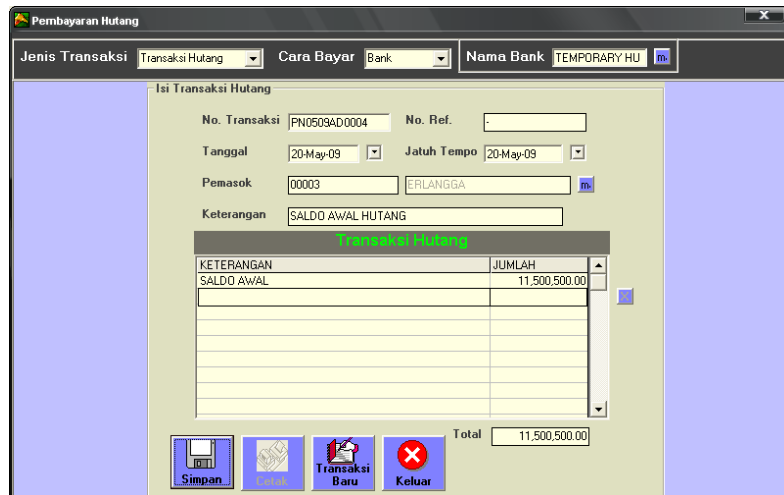 Pembayaran Hutang
Jenis Transaksi Transaksi Hutang Cara Bayar Bank Nama Bank TEMPORARY HU
Isi Transaksi Hutang
No. Transaksi PN0509AD0004 No. Ref. -
Tanggal 20-May-09 Jatuh Tempo 20-May-09
Pemasok 00003 ERLANGGA
Keterangan SALDO AWAL HUTANG
Transaksi Hutang
KETERANGAN JUMLAH
SALDO AWAL 11,500,500.00
Total 11,500,500.00
Simpan Cetak Transaksi Baru Keluar